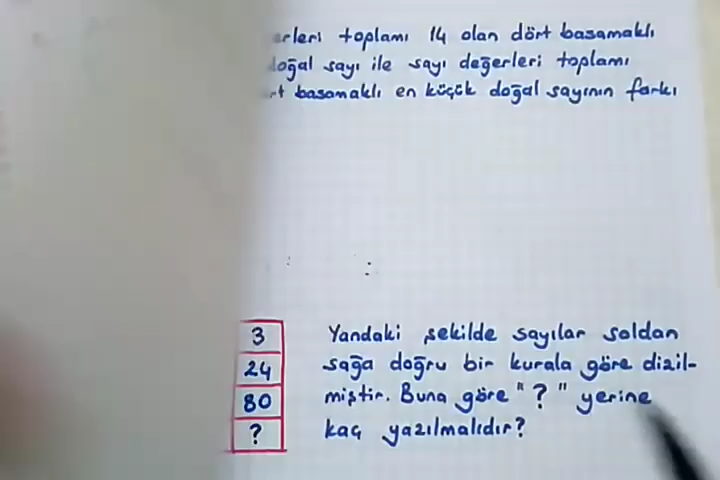 toplamı 14 olan dört basamaklı
doğal sayı ile sayı değerleri toplamı
basamaklı en küçük doğal sayının farkı
3
24
80
?
Yandaki şekilde sayılar soldan
sağa doğru bir kurala göre dizil-
miştir. Buna göre "?" yerine
kaç yazılmalıdır?